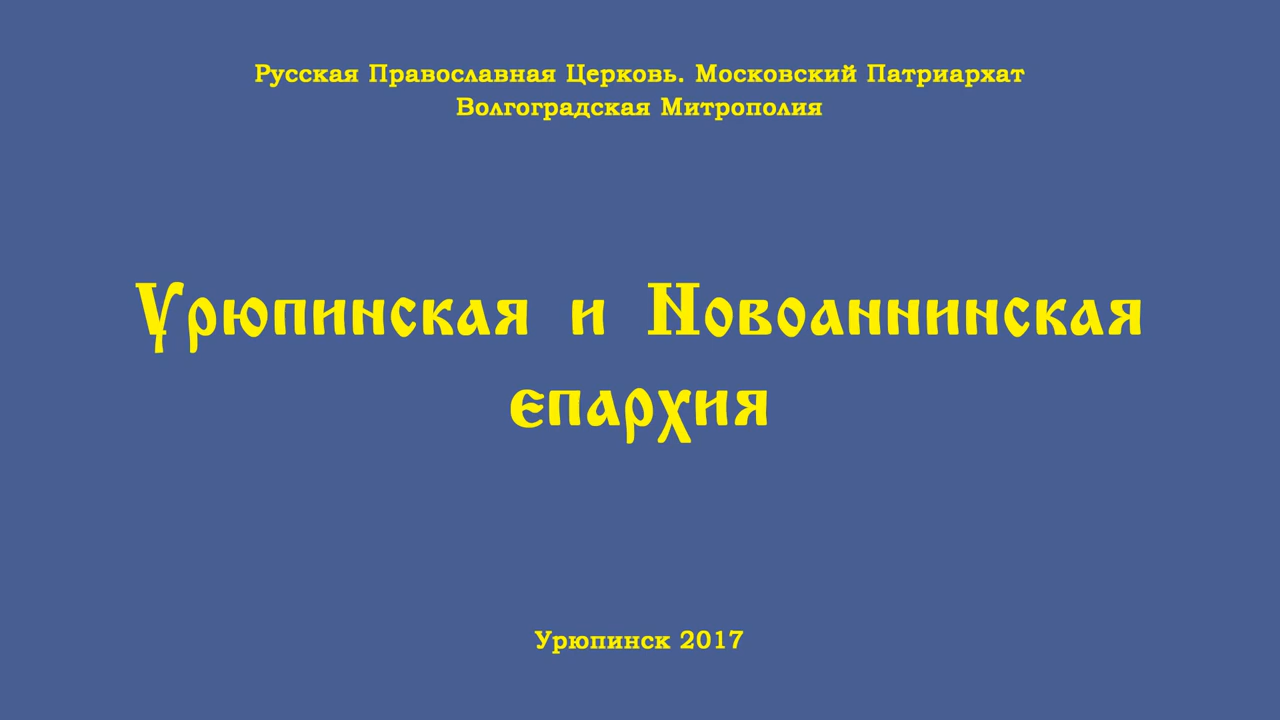 Русская Православная Церковь. Московский Патриархат
Волгоградская Митрополия
Урюпинская и Новоаннинская
епархия
Урюпинск 2017